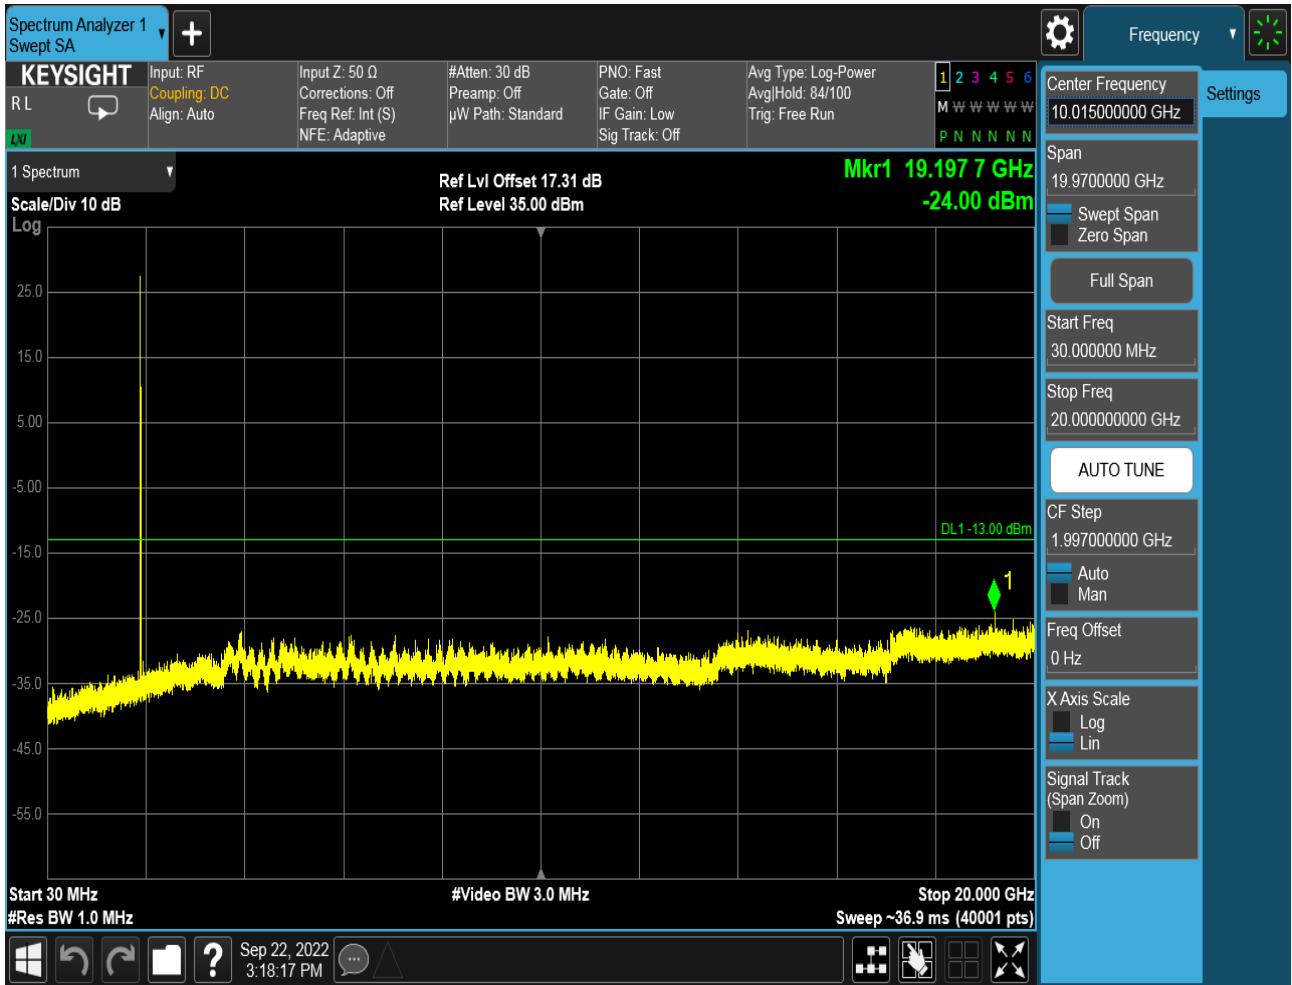 Spectrum Analyzer 1
Swept SA
Frequency
KEYSIGHT
R L
LXI
Input: RF
Coupling: DC
Align: Auto
Input Z: 50 Ω
Corrections: Off
Freq Ref: Int (S)
NFE: Adaptive
#Atten: 30 dB
Preamp: Off
µW Path: Standard
PNO: Fast
Gate: Off
IF Gain: Low
Sig Track: Off
Avg Type: Log-Power
Avg|Hold: 84/100
Trig: Free Run
1 2 3 4 5 6
M W W W W W
P N N N N N
1 Spectrum
Scale/Div 10 dB
Log
Ref Lvl Offset 17.31 dB
Ref Level 35.00 dBm
Mkr1 19.197 7 GHz
-24.00 dBm
25.0
15.0
5.00
-5.00
-15.0
-25.0
-35.0
-45.0
-55.0
DL1 -13.00 dBm
1
Start 30 MHz
#Res BW 1.0 MHz
#Video BW 3.0 MHz
Stop 20.000 GHz
Sweep ~36.9 ms (40001 pts)
Sep 22, 2022
3:18:17 PM
Center Frequency
10.015000000 GHz
Settings
Span
19.9700000 GHz
Swept Span
Zero Span
Full Span
Start Freq
30.000000 MHz
Stop Freq
20.000000000 GHz
AUTO TUNE
CF Step
1.997000000 GHz
Auto
Man
Freq Offset
0 Hz
X Axis Scale
Log
Lin
Signal Track
(Span Zoom)
On
Off